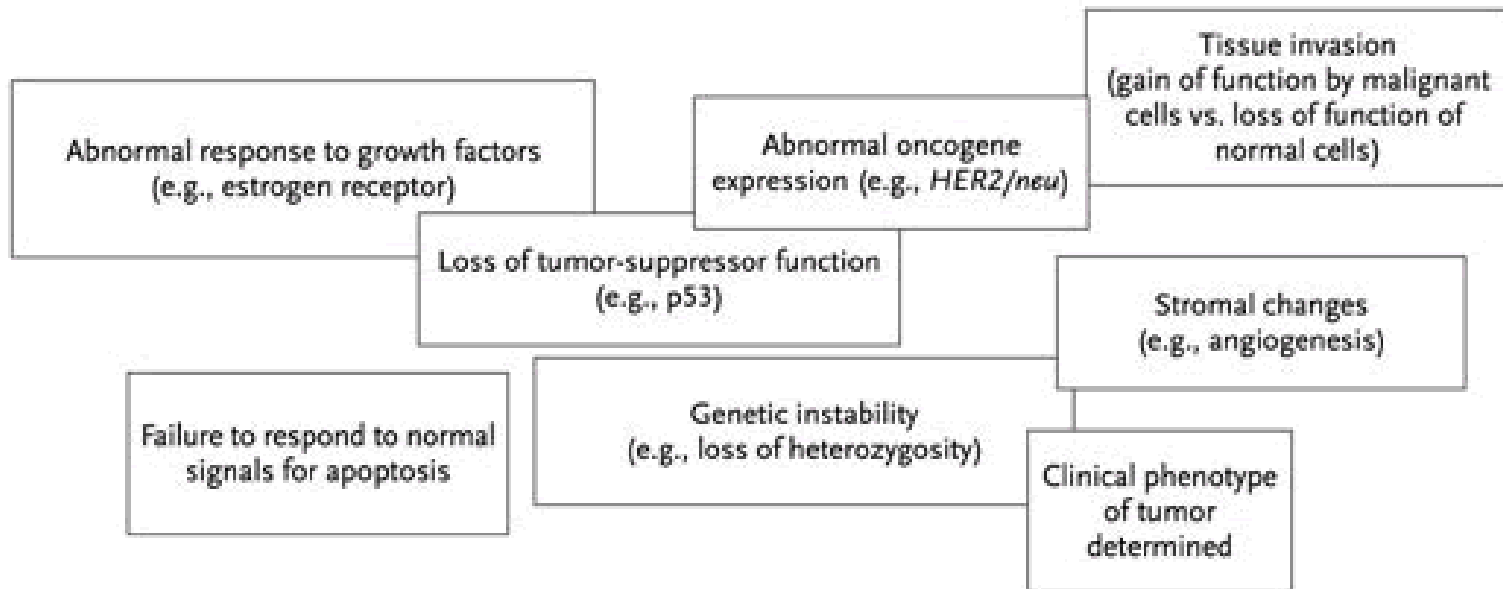 Tissue invasion
(gain of function by malignant
cells vs. loss of function of
normal cells)
Abnormal response to growth factors
(e.g., estrogen receptor)
Abnormal oncogene
expression (e.g., HER2/neu)
Loss of tumor-suppressor function
(e.g., p53)
Stromal changes
(e.g., angiogenesis)
Failure to respond to normal
signals for apoptosis
Genetic instability
(e.g., loss of heterozygosity)
Clinical phenotype
of tumor
determined